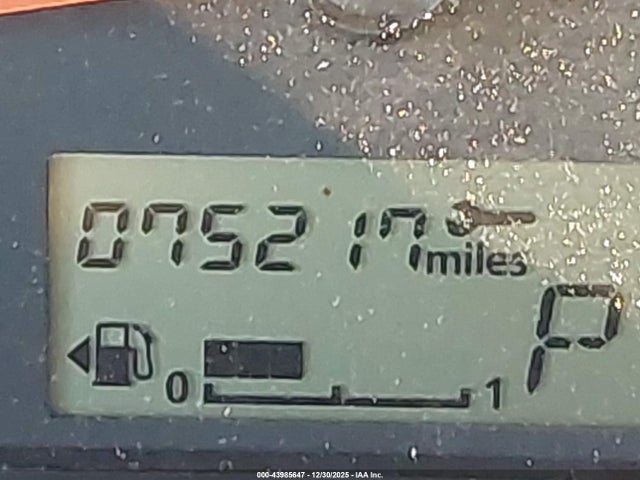 075217 miles
P
0 1
000-43985647 - 12/30/2025 - IAA Inc.